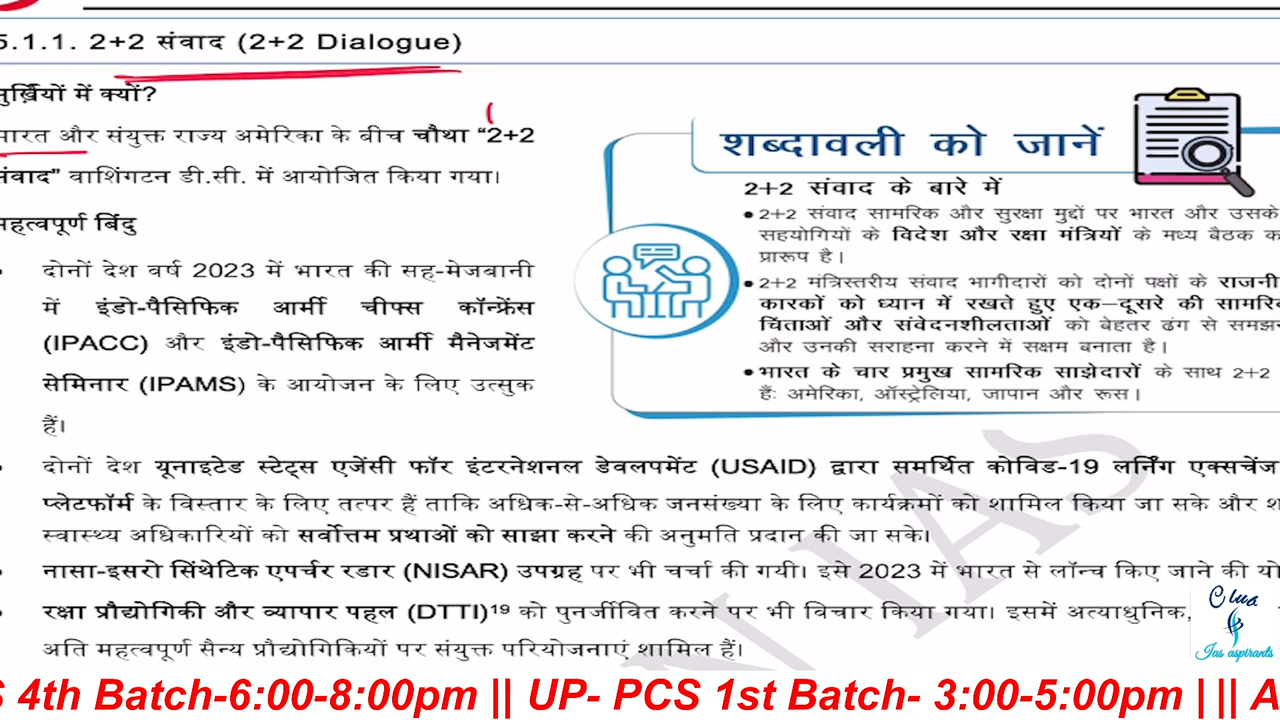 5.1.1. 2+2 संवाद (2+2 Dialogue)
सुर्ख़ियों में क्यों?
भारत और संयुक्त राज्य अमेरिका के बीच चौथा “2+2
संवाद” वाशिंगटन डी.सी. में आयोजित किया गया।
महत्वपूर्ण बिंदु
दोनों देश वर्ष 2023 में भारत की सह-मेजबानी
में इंडो-पैसिफिक आर्मी चीफ्स कॉन्फ्रेंस
(IPACC) और इंडो-पैसिफिक आर्मी मैनेजमेंट
सेमिनार (IPAMS) के आयोजन के लिए उत्सुक
हैं।
शब्दावली को जानें
2+2 संवाद के बारे में
• 2+2 संवाद सामरिक और सुरक्षा मुद्दों पर भारत और उसके
सहयोगियों के विदेश और रक्षा मंत्रियों के मध्य बैठक का
प्रारूप है।
• 2+2 मंत्रिस्तरीय संवाद भागीदारों को दोनों पक्षों के
कारकों को ध्यान में रखते हुए एक–दूसरे की
चिंताओं और संवेदनशीलताओं को बेहतर ढंग से
और उनकी सराहना करने में सक्षम बनाता है।
• भारत के चार प्रमुख सामरिक साझेदारों के साथ 2+2
हैंः अमेरिका, ऑस्ट्रेलिया, जापान और रूस।
दोनों देश यूनाइटेड स्टेट्स एजेंसी फॉर इंटरनेशनल डेवलपमेंट (USAID) द्वारा समर्थित कोविड-19 लर्निंग एक्सचेंज
प्लेटफॉर्म के विस्तार के लिए तत्पर हैं ताकि अधिक-से-अधिक जनसंख्या के लिए कार्यक्रमों को शामिल किया जा सके और
स्वास्थ्य अधिकारियों को सर्वोत्तम प्रथाओं को साझा करने की अनुमति प्रदान की जा सके।
नासा-इसरो सिंथेटिक एपर्चर रडार (NISAR) उपग्रह पर भी चर्चा की गयी। इसे 2023 में भारत से लॉन्च किए जाने की
रक्षा प्रौद्योगिकी और व्यापार पहल (DTTI)¹⁹ को पुनर्जीवित करने पर भी विचार किया गया। इसमें अत्याधुनिक,
अति महत्वपूर्ण सैन्य प्रौद्योगिकियों पर संयुक्त परियोजनाएं शामिल हैं।
N IAS
Clue
Ias aspirants
S 4th Batch-6:00-8:00pm || UP- PCS 1st Batch- 3:00-5:00pm | || A